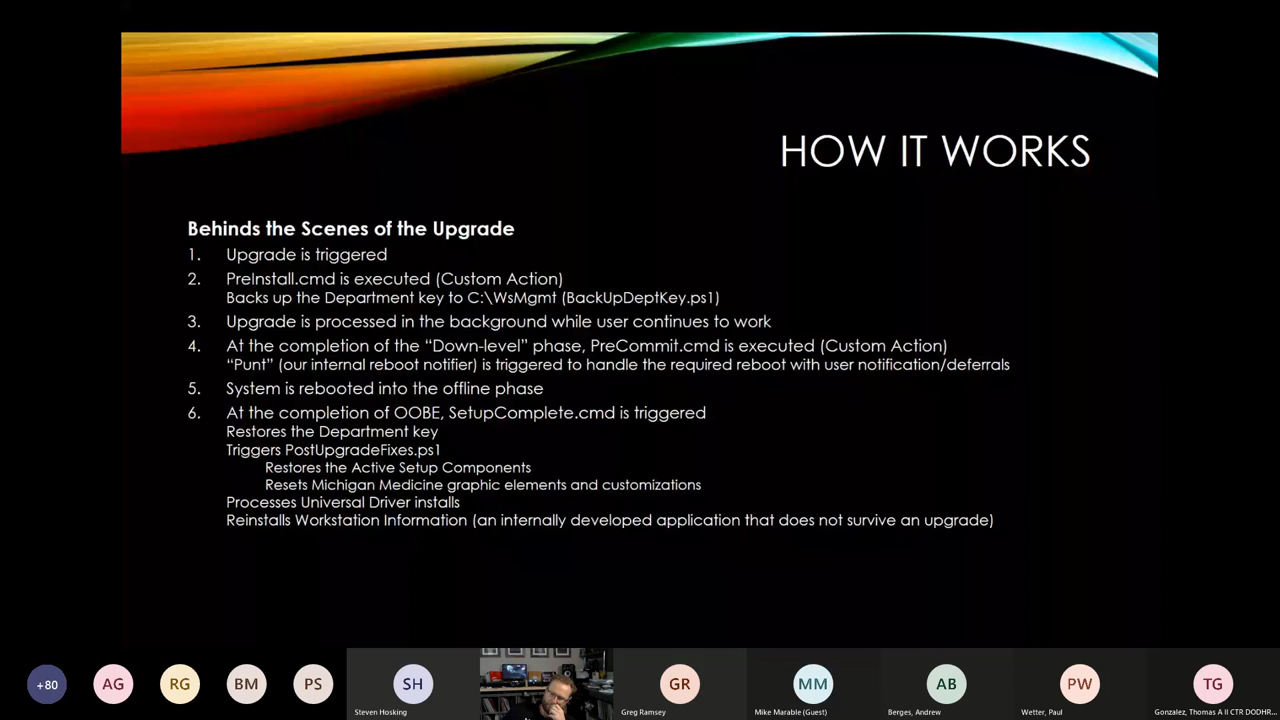 HOW IT WORKS
Behinds the Scenes of the Upgrade
1. Upgrade is triggered
2. PreInstall.cmd is executed (Custom Action)
Backs up the Department key to C:\WsMgmt (BackUpDeptKey.ps1)
3. Upgrade is processed in the background while user continues to work
4. At the completion of the “Down-level” phase, PreCommit.cmd is executed (Custom Action)
“Punt” (our internal reboot notifier) is triggered to handle the required reboot with user notification/deferrals
5. System is rebooted into the offline phase
6. At the completion of OOBE, SetupComplete.cmd is triggered
Restores the Department key
Triggers PostUpgradeFixes.ps1
Restores the Active Setup Components
Resets Michigan Medicine graphic elements and customizations
Processes Universal Driver installs
Reinstalls Workstation Information (an internally developed application that does not survive an upgrade)
+80 AG RG BM PS SH GR MM AB PW TG
Steven Hosking Greg Ramsey Mike Marable (Guest) Berges, Andrew Wetter, Paul Gonzalez, Thomas A II CTR DODHR...